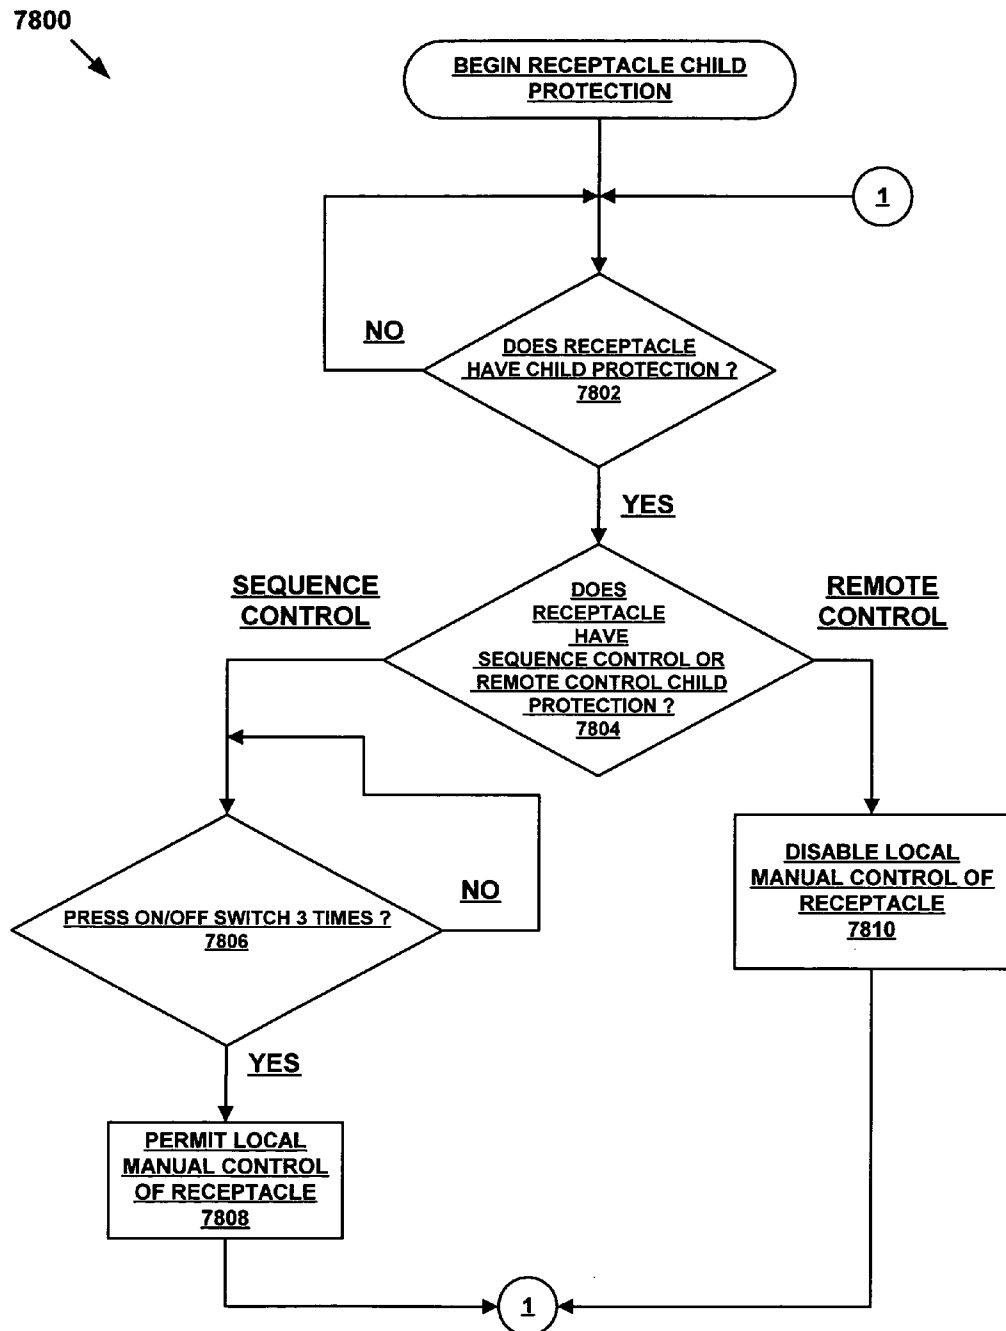 7800
BEGIN RECEPTACLE CHILD
PROTECTION
1
NO
DOES RECEPTACLE
HAVE CHILD PROTECTION ?
7802
YES
SEQUENCE
CONTROL
REMOTE
CONTROL
DOES
RECEPTACLE
HAVE
SEQUENCE CONTROL OR
REMOTE CONTROL CHILD
PROTECTION ?
7804
PRESS ON/OFF SWITCH 3 TIMES ?
7806
NO
DISABLE LOCAL
MANUAL CONTROL OF
RECEPTACLE
7810
YES
PERMIT LOCAL
MANUAL CONTROL
OF RECEPTACLE
7808
1